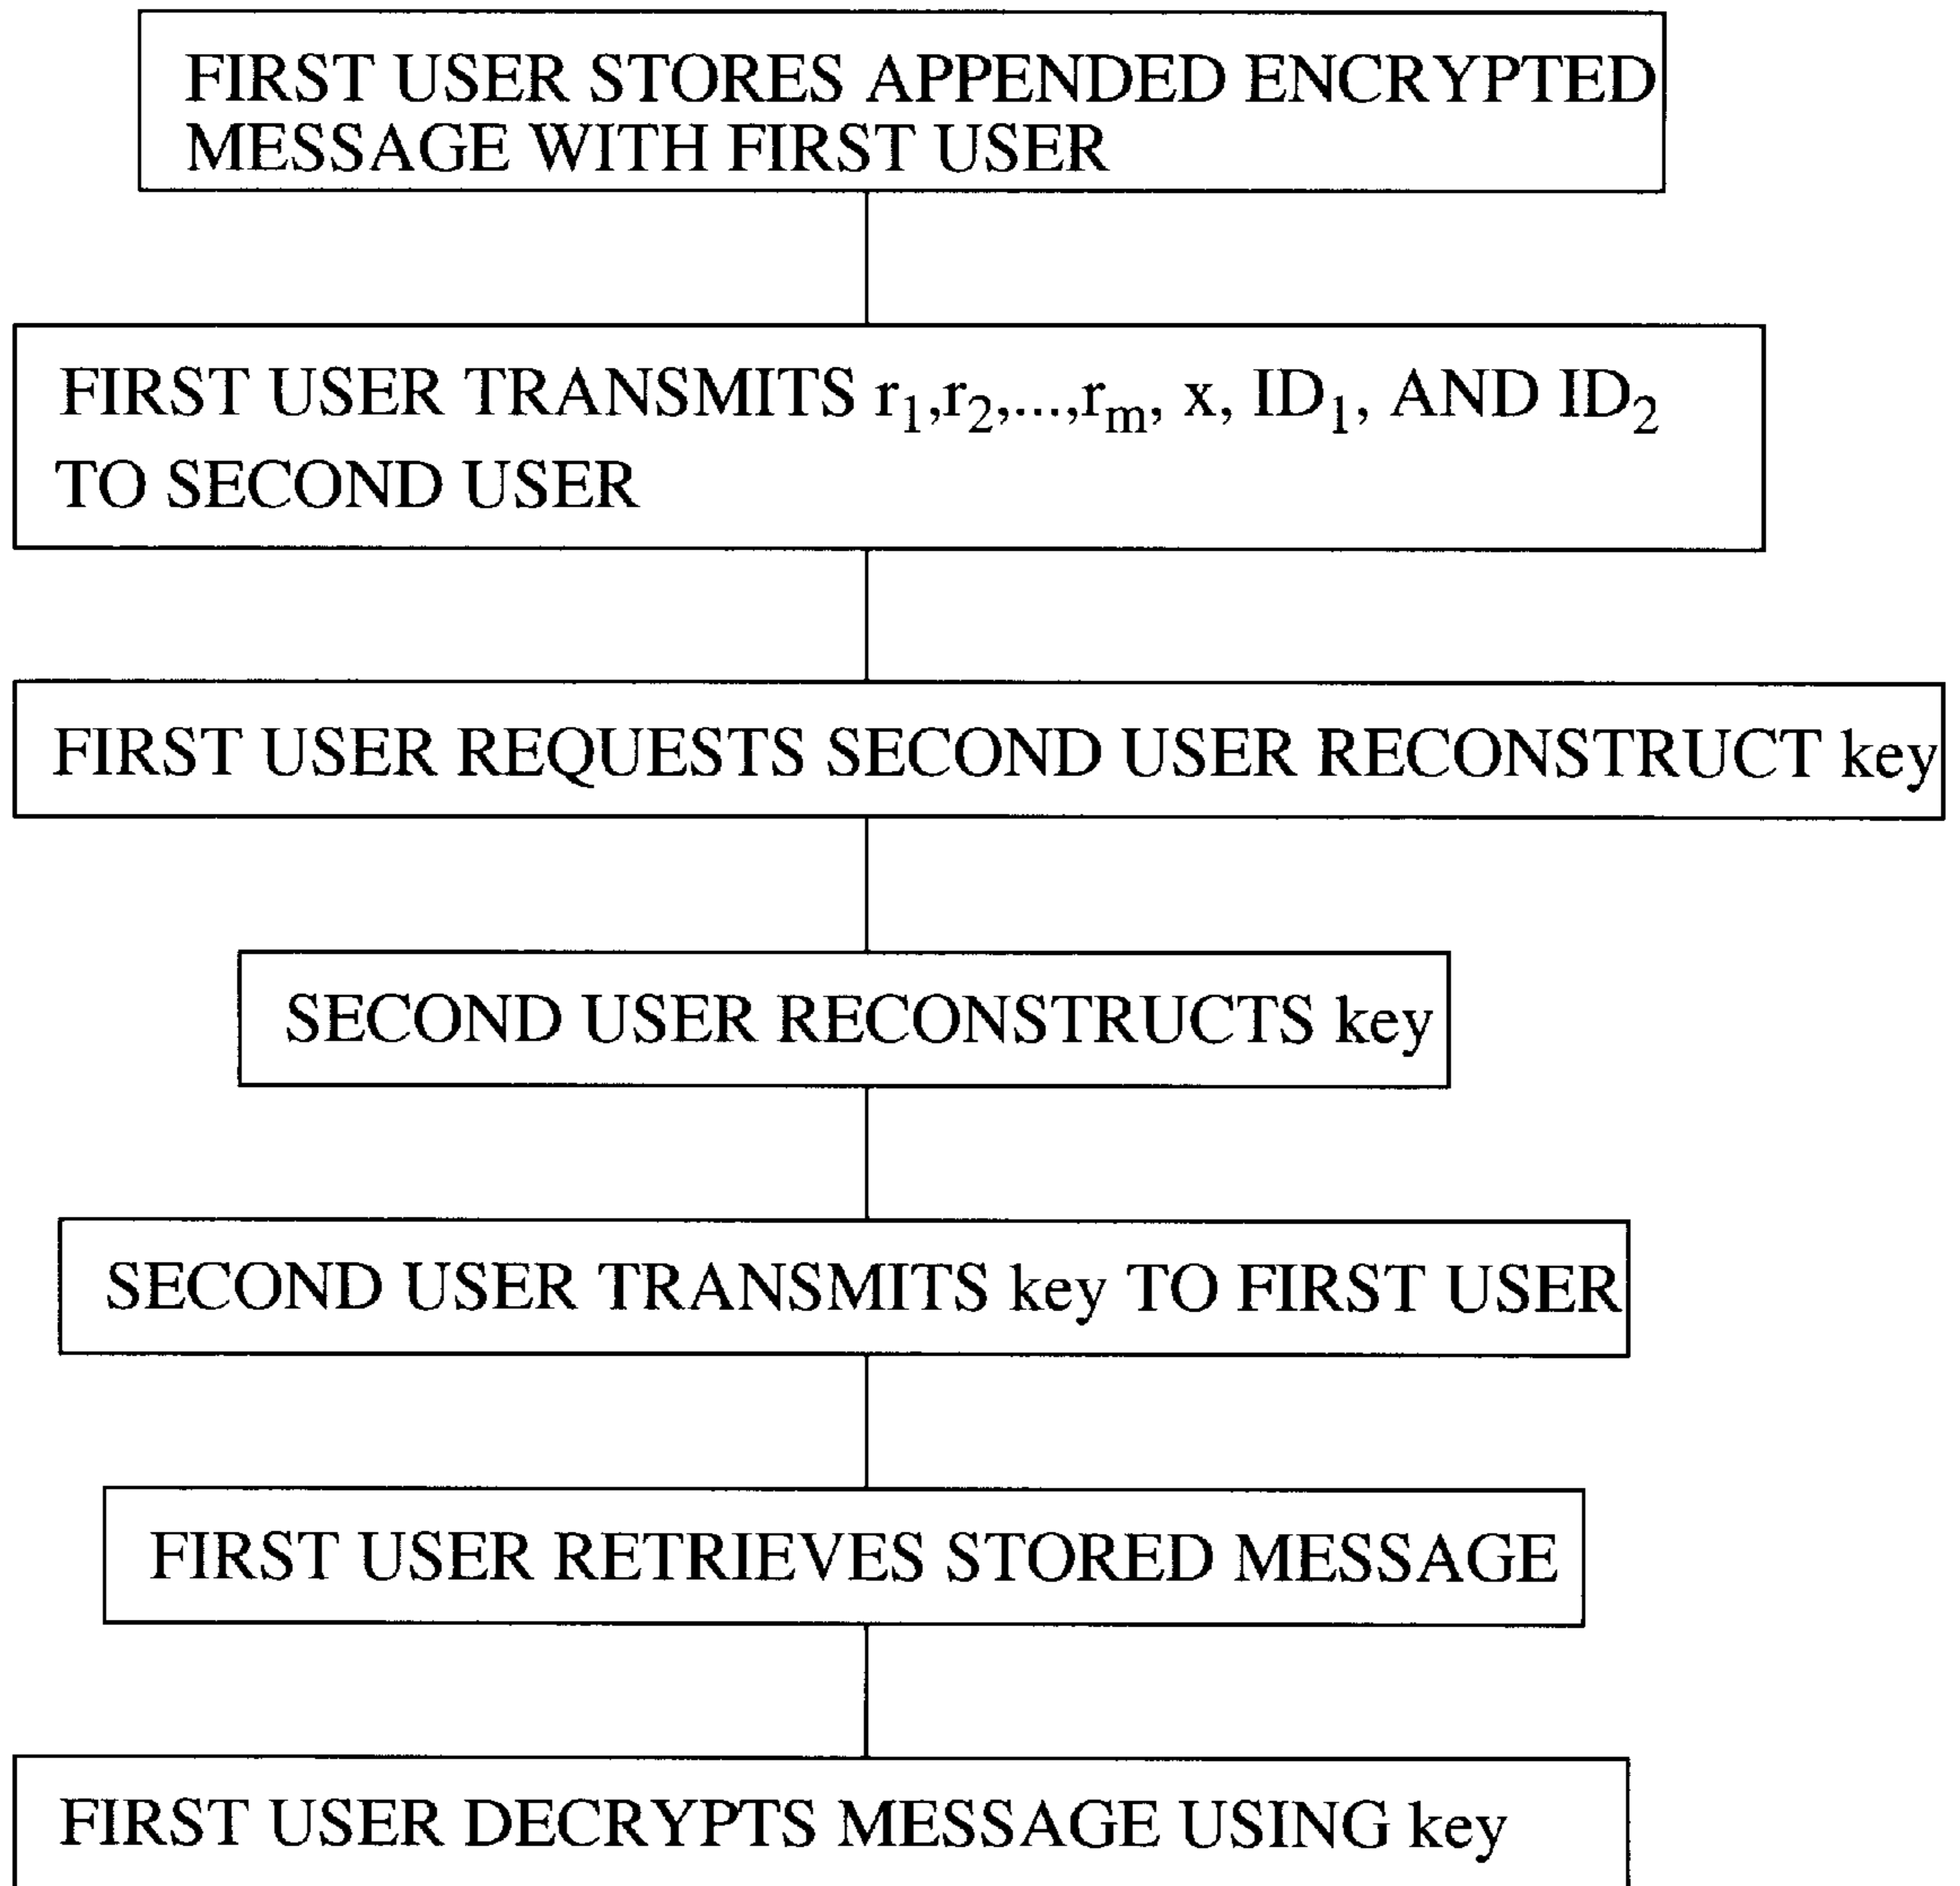 FIRST USER STORES APPENDED ENCRYPTED
MESSAGE WITH FIRST USER
FIRST USER TRANSMITS r₁,r₂,...,rₘ, x, ID₁, AND ID₂
TO SECOND USER
FIRST USER REQUESTS SECOND USER RECONSTRUCT key
SECOND USER RECONSTRUCTS key
SECOND USER TRANSMITS key TO FIRST USER
FIRST USER RETRIEVES STORED MESSAGE
FIRST USER DECRYPTS MESSAGE USING key